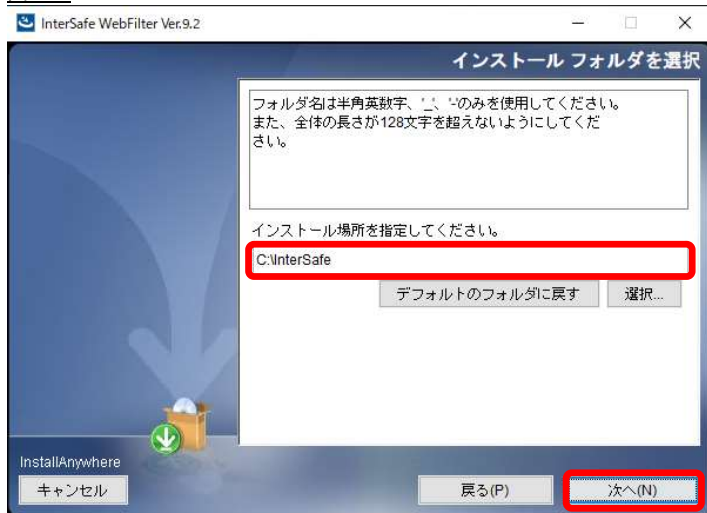 InterSafe WebFilter Ver.9.2
インストール フォルダを選択
フォルダ名は半角英数字、'_'、'-'のみを使用してください。
また、全体の長さが128文字を超えないようにしてくだ
さい。
インストール場所を指定してください。
C:\InterSafe
デフォルトのフォルダに戻す 選択...
InstallAnywhere
キャンセル 戻る(P) 次へ(N)